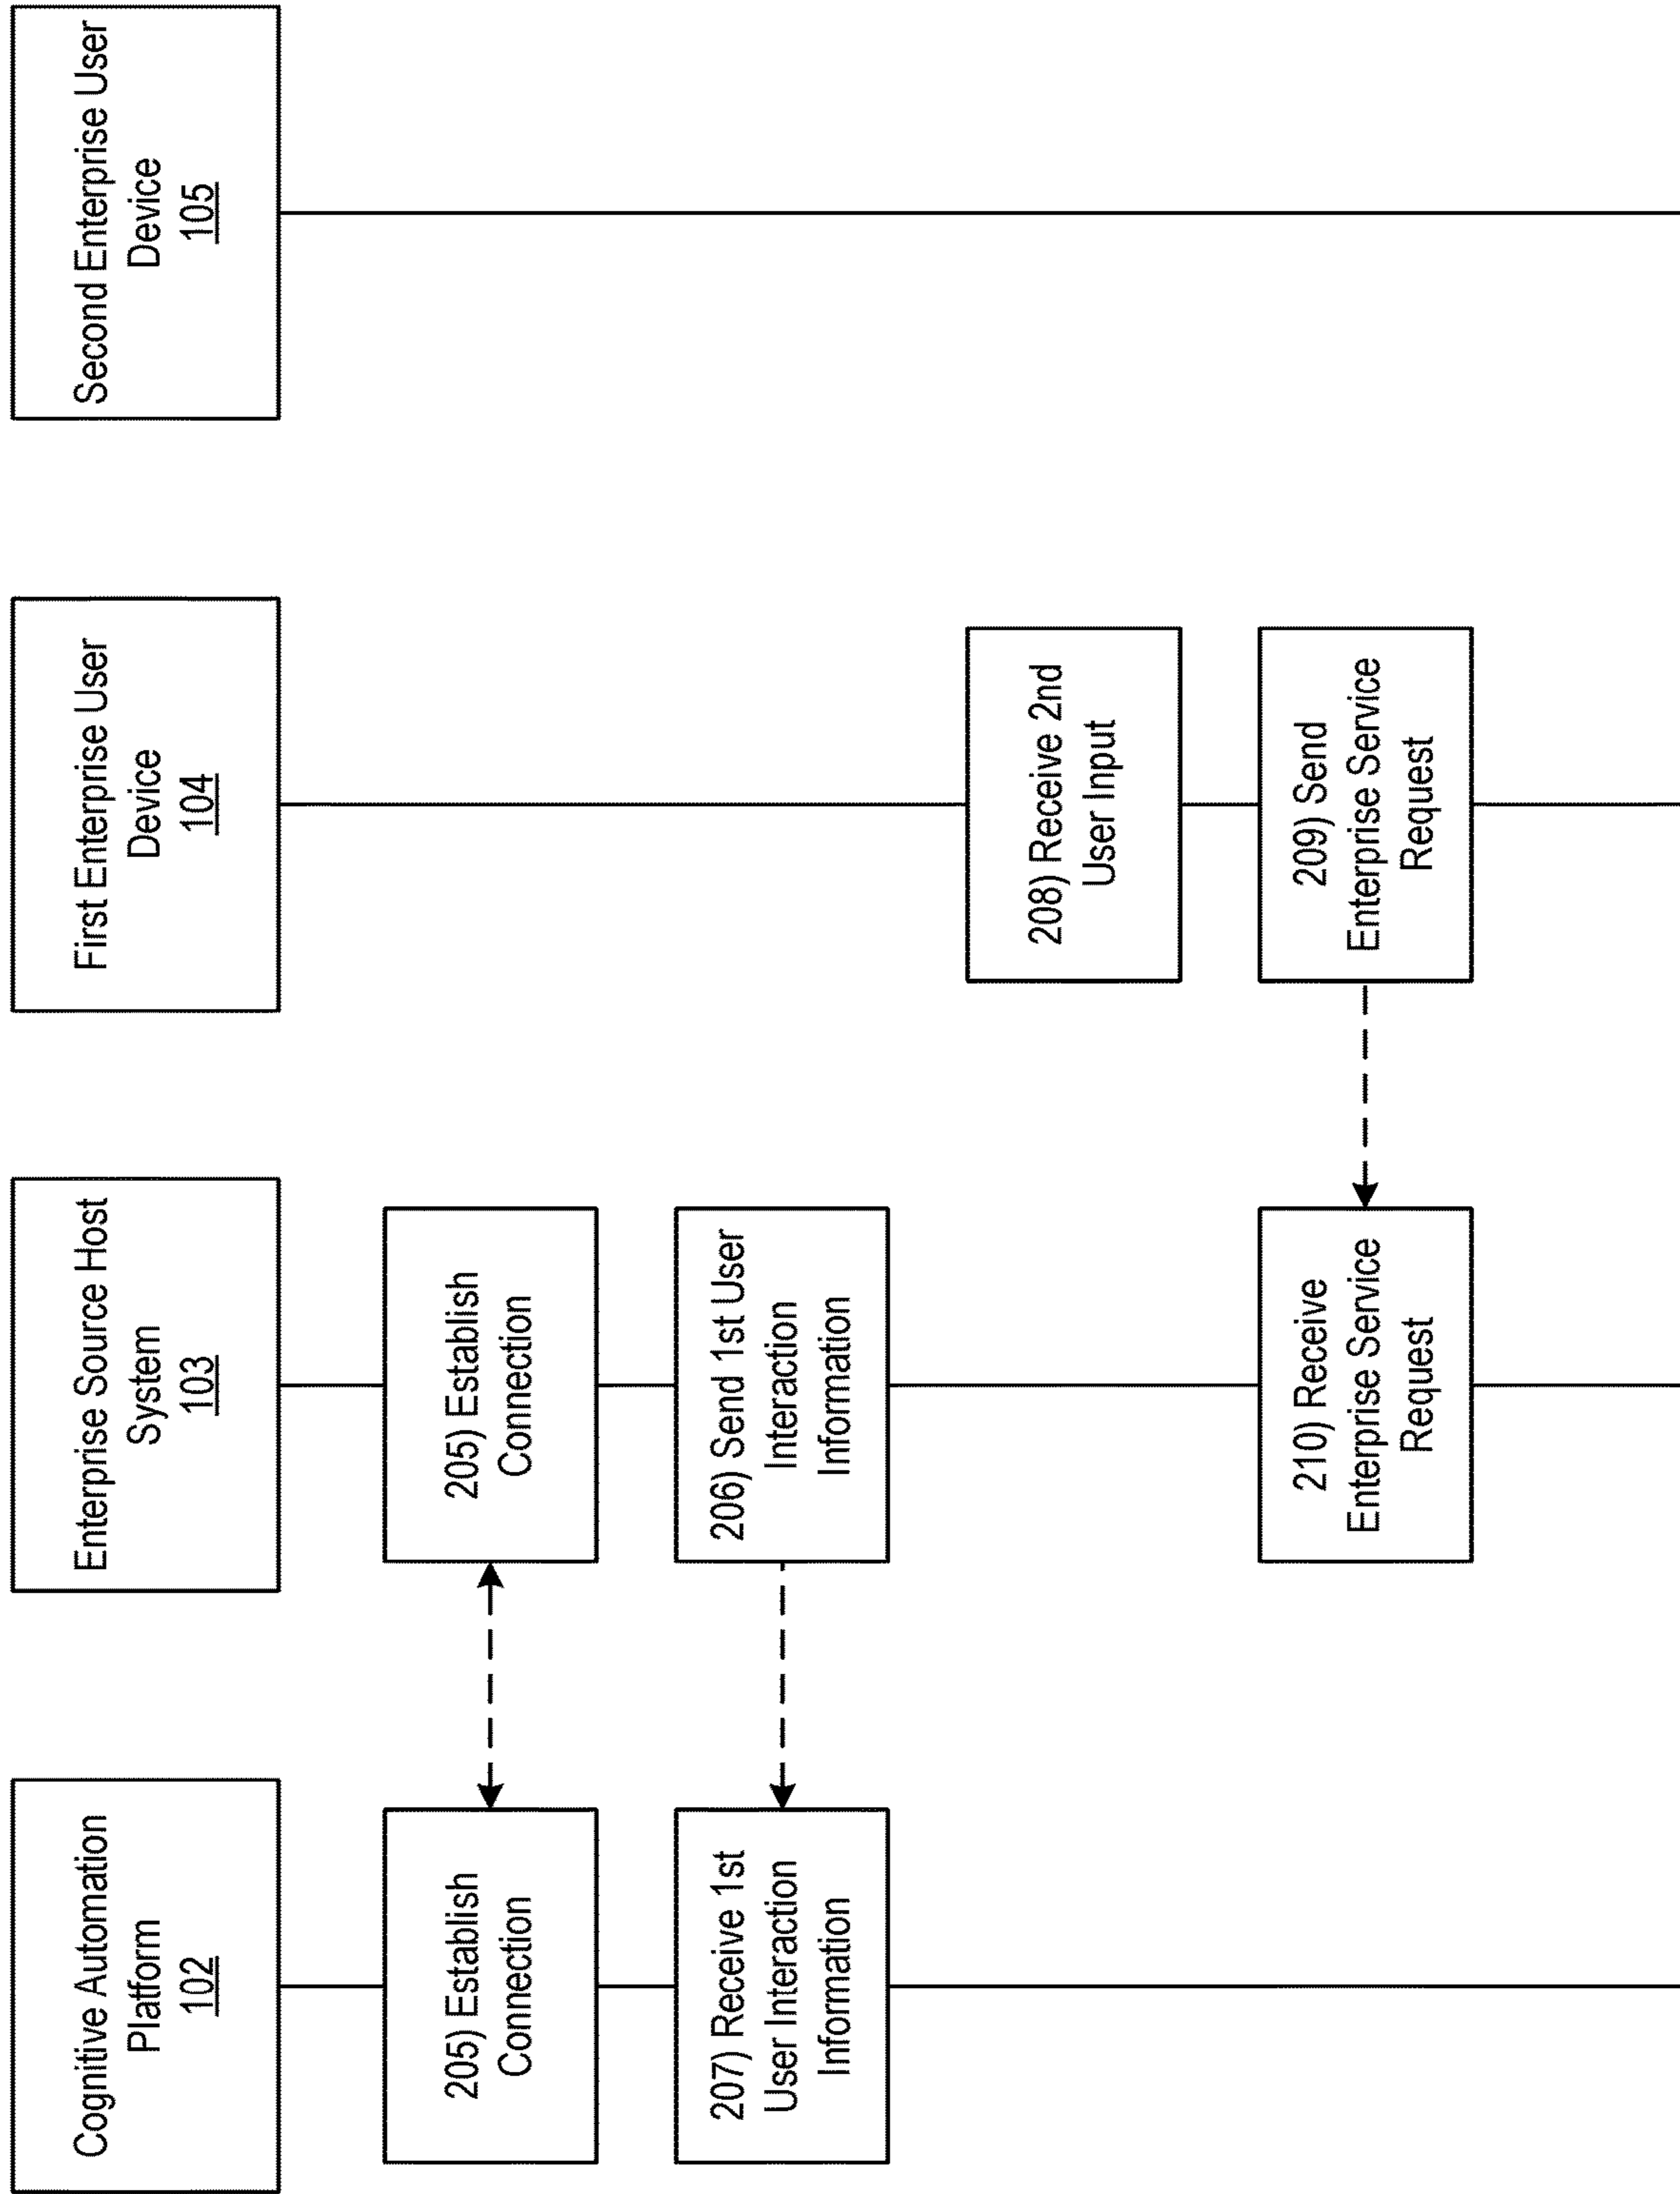 Cognitive Automation
Platform
102
Enterprise Source Host
System
103
First Enterprise User
Device
104
Second Enterprise User
Device
105
205) Establish
Connection
205) Establish
Connection
207) Receive 1st
User Interaction
Information
206) Send 1st User
Interaction
Information
208) Receive 2nd
User Input
210) Receive
Enterprise Service
Request
209) Send
Enterprise Service
Request